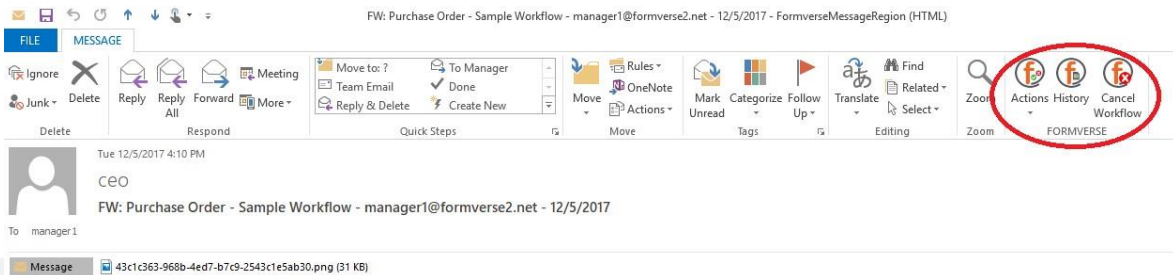 FW: Purchase Order - Sample Workflow - manager1@formverse2.net - 12/5/2017 - FormverseMessageRegion (HTML)
FILE MESSAGE
Ignore
Junk
Delete
Delete
Reply Reply All Forward
Meeting
More
Respond
Move to: ? To Manager
Team Email Done
Reply & Delete Create New
Quick Steps
Move
Rules
OneNote
Actions
Move
Mark Unread Categorize Follow Up
Tags
Translate
Find
Related
Select
Editing
Zoom
Zoom
Actions History Cancel Workflow
FORMVERSE
Tue 12/5/2017 4:10 PM
ceo
FW: Purchase Order - Sample Workflow - manager1@formverse2.net - 12/5/2017
To manager1
Message 43c1c363-968b-4ed7-b7c9-2543c1e5ab30.png (31 KB)